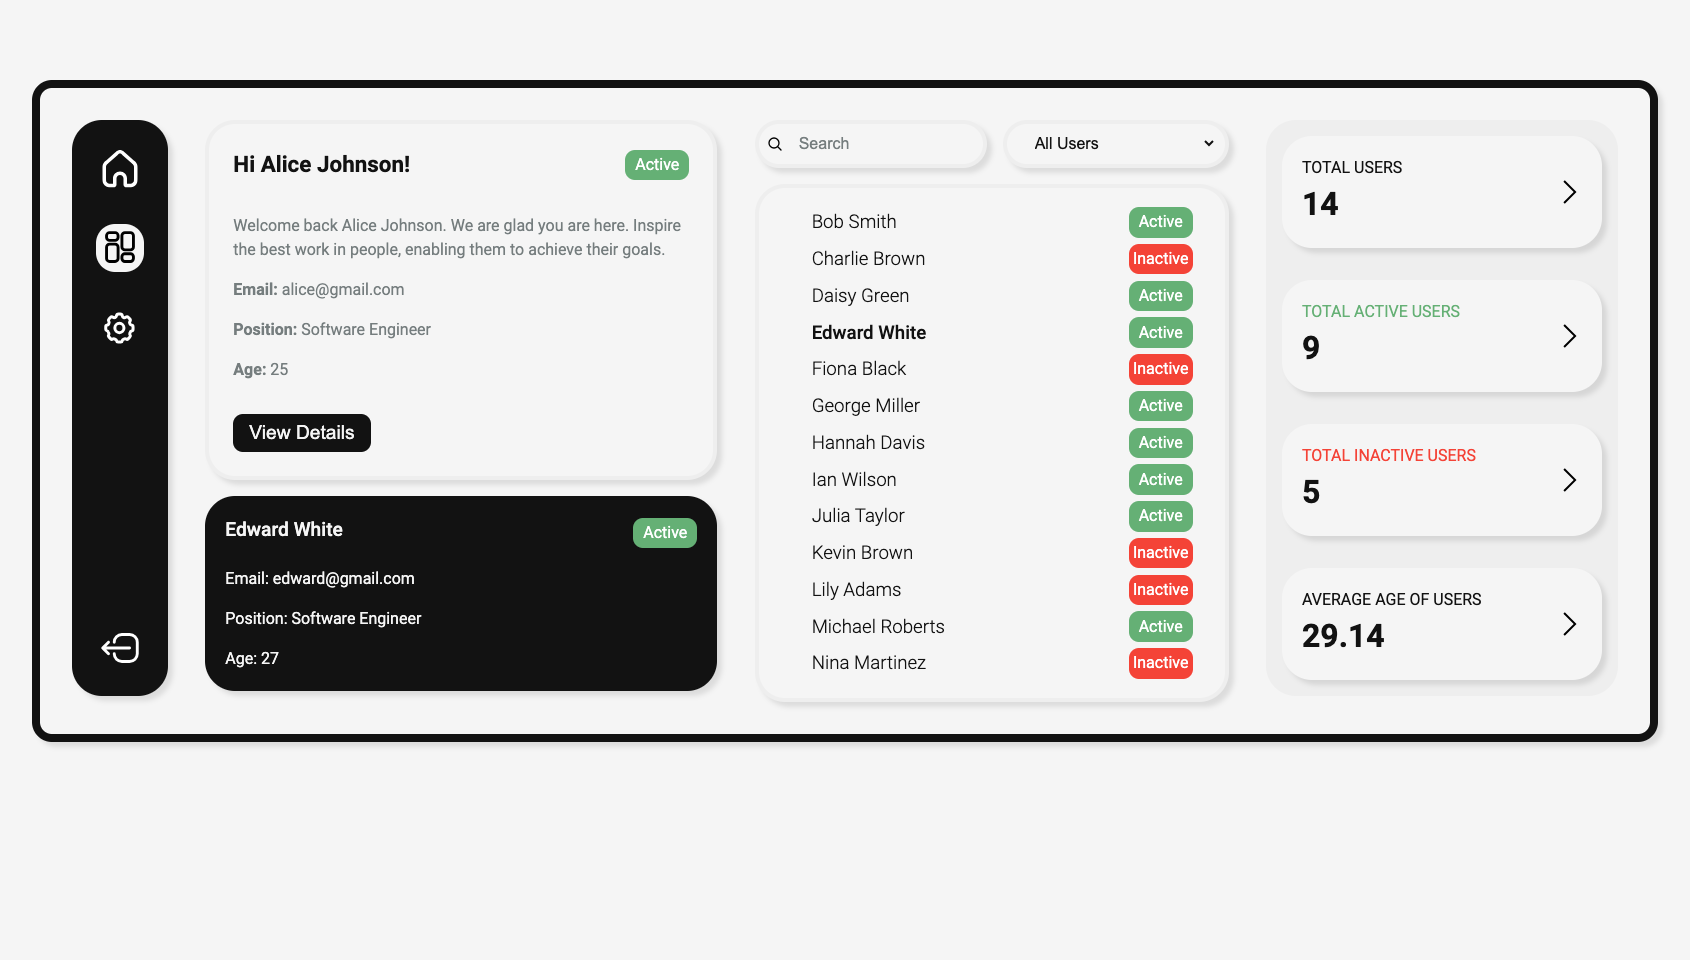 Hi Alice Johnson!
Active
Welcome back Alice Johnson. We are glad you are here. Inspire
the best work in people, enabling them to achieve their goals.
Email: alice@gmail.com
Position: Software Engineer
Age: 25
View Details
Edward White
Active
Email: edward@gmail.com
Position: Software Engineer
Age: 27
Search
All Users
Bob Smith Active
Charlie Brown Inactive
Daisy Green Active
Edward White Active
Fiona Black Inactive
George Miller Active
Hannah Davis Active
Ian Wilson Active
Julia Taylor Active
Kevin Brown Inactive
Lily Adams Inactive
Michael Roberts Active
Nina Martinez Inactive
TOTAL USERS
14
TOTAL ACTIVE USERS
9
TOTAL INACTIVE USERS
5
AVERAGE AGE OF USERS
29.14